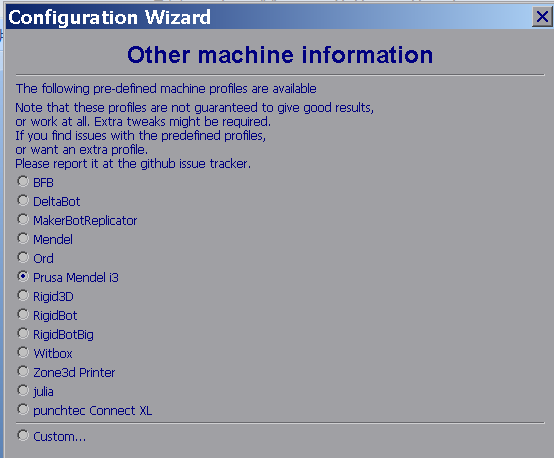 Configuration Wizard
Other machine information
The following pre-defined machine profiles are available
Note that these profiles are not guaranteed to give good results,
or work at all. Extra tweaks might be required.
If you find issues with the predefined profiles,
or want an extra profile.
Please report it at the github issue tracker.
BFB
DeltaBot
MakerBotReplicator
Mendel
Ord
Prusa Mendel i3
Rigid3D
RigidBot
RigidBotBig
Witbox
Zone3d Printer
julia
punchtec Connect XL
Custom...